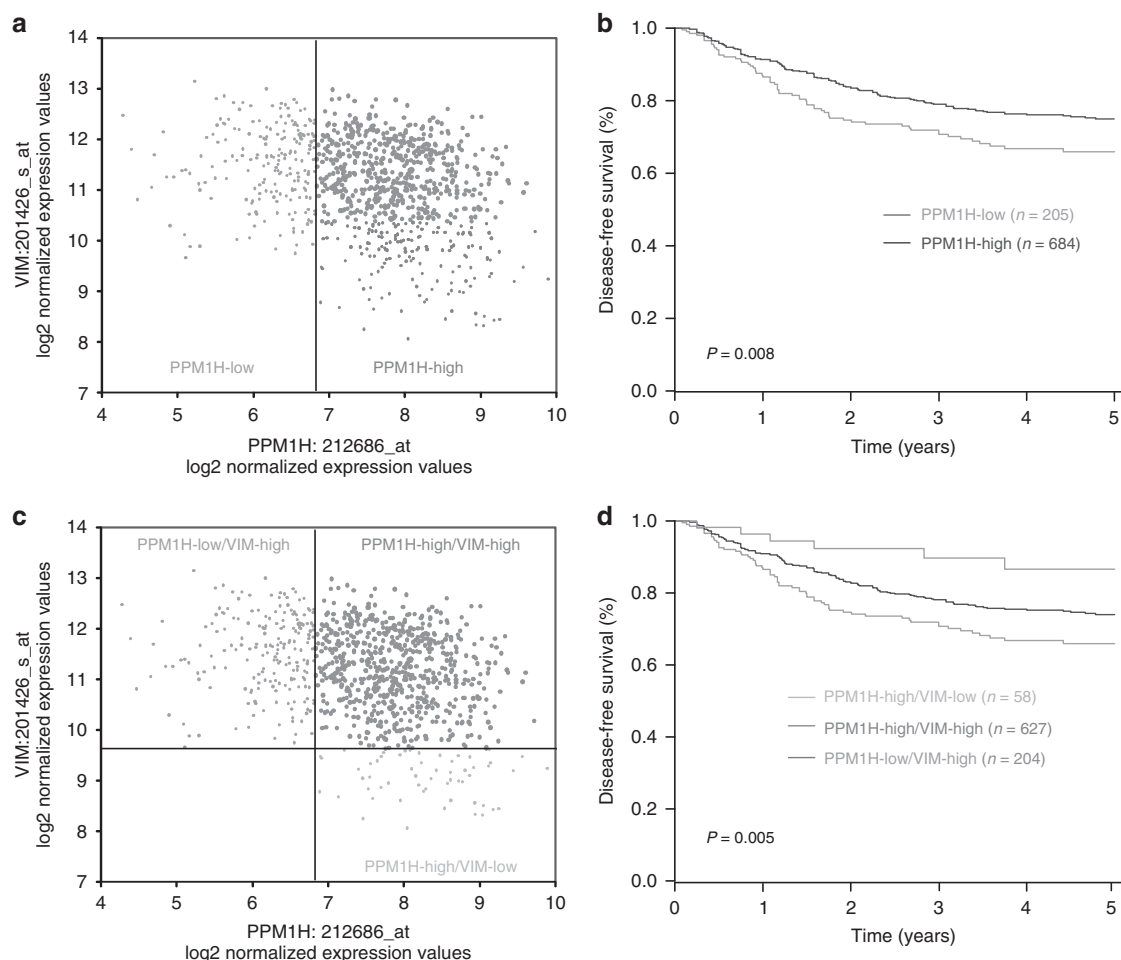 a
14
13
12
11
10
9
8
7
4
5
6
7
8
9
10
VIM:201426_s_at
log2 normalized expression values
PPM1H-low
PPM1H-high
PPM1H: 212686_at
log2 normalized expression values
b
1.0
0.8
0.6
0.4
0.2
0.0
0
1
2
3
4
5
Disease-free survival (%)
PPM1H-low (n = 205)
PPM1H-high (n = 684)
P = 0.008
Time (years)
c
14
13
12
11
10
9
8
7
4
5
6
7
8
9
10
VIM:201426_s_at
log2 normalized expression values
PPM1H-low/VIM-high
PPM1H-high/VIM-high
PPM1H-high/VIM-low
PPM1H: 212686_at
log2 normalized expression values
d
1.0
0.8
0.6
0.4
0.2
0.0
0
1
2
3
4
5
Disease-free survival (%)
PPM1H-high/VIM-low (n = 58)
PPM1H-high/VIM-high (n = 627)
PPM1H-low/VIM-high (n = 204)
P = 0.005
Time (years)